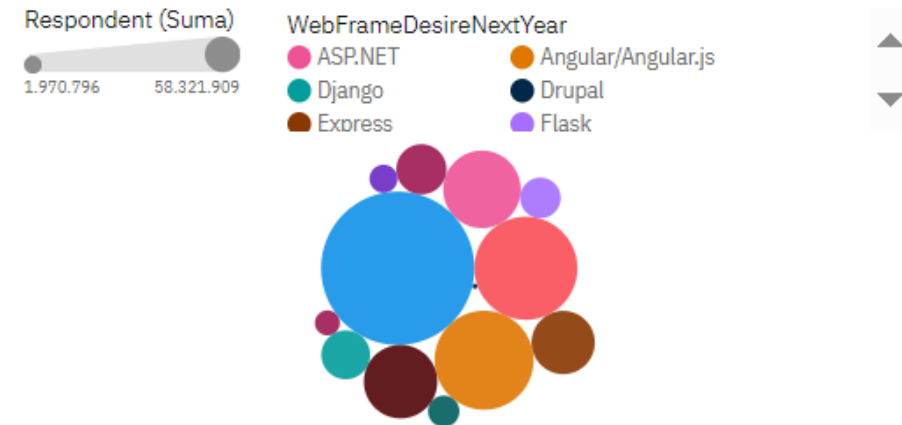 Respondent (Suma)
1.970.796 58.321.909
WebFrameDesireNextYear
ASP.NET Angular/Angular.js
Django Drupal
Express Flask